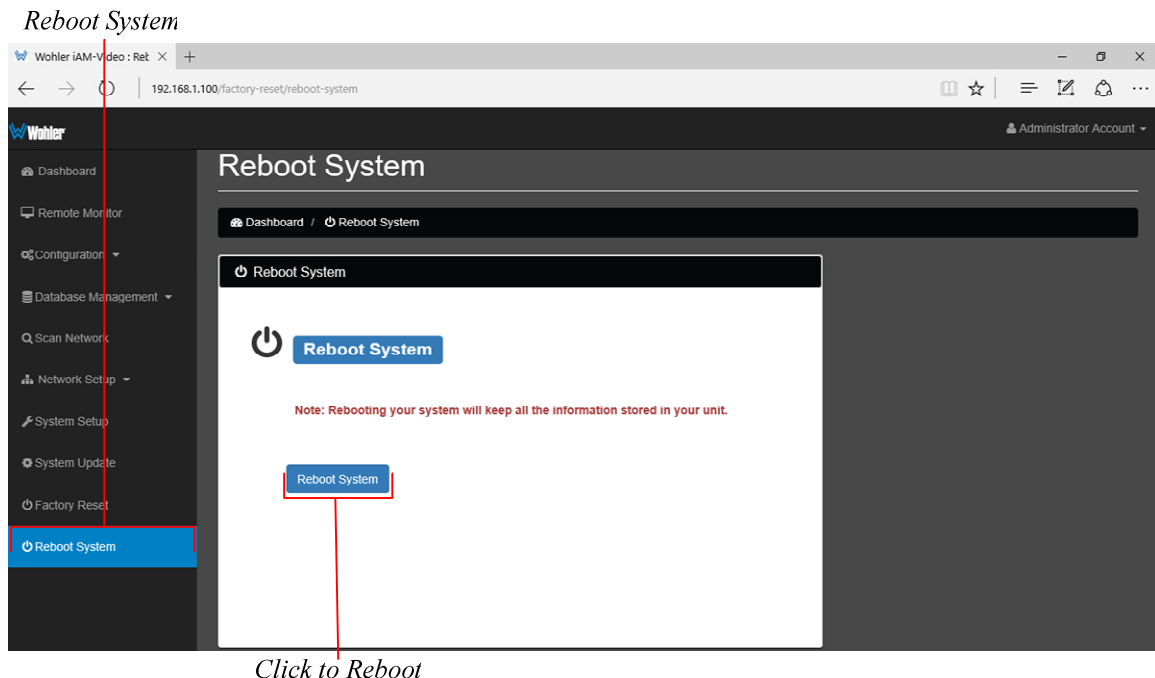 Reboot System
Wohler iAM-Video : Reb
192.168.1.100/factory-reset/reboot-system
Wohler
Administrator Account
Dashboard
Remote Monitor
Configuration
Database Management
Scan Network
Network Setup
System Setup
System Update
Factory Reset
Reboot System
Reboot System
Dashboard / Reboot System
Reboot System
Reboot System
Note: Rebooting your system will keep all the information stored in your unit.
Reboot System
Click to Reboot